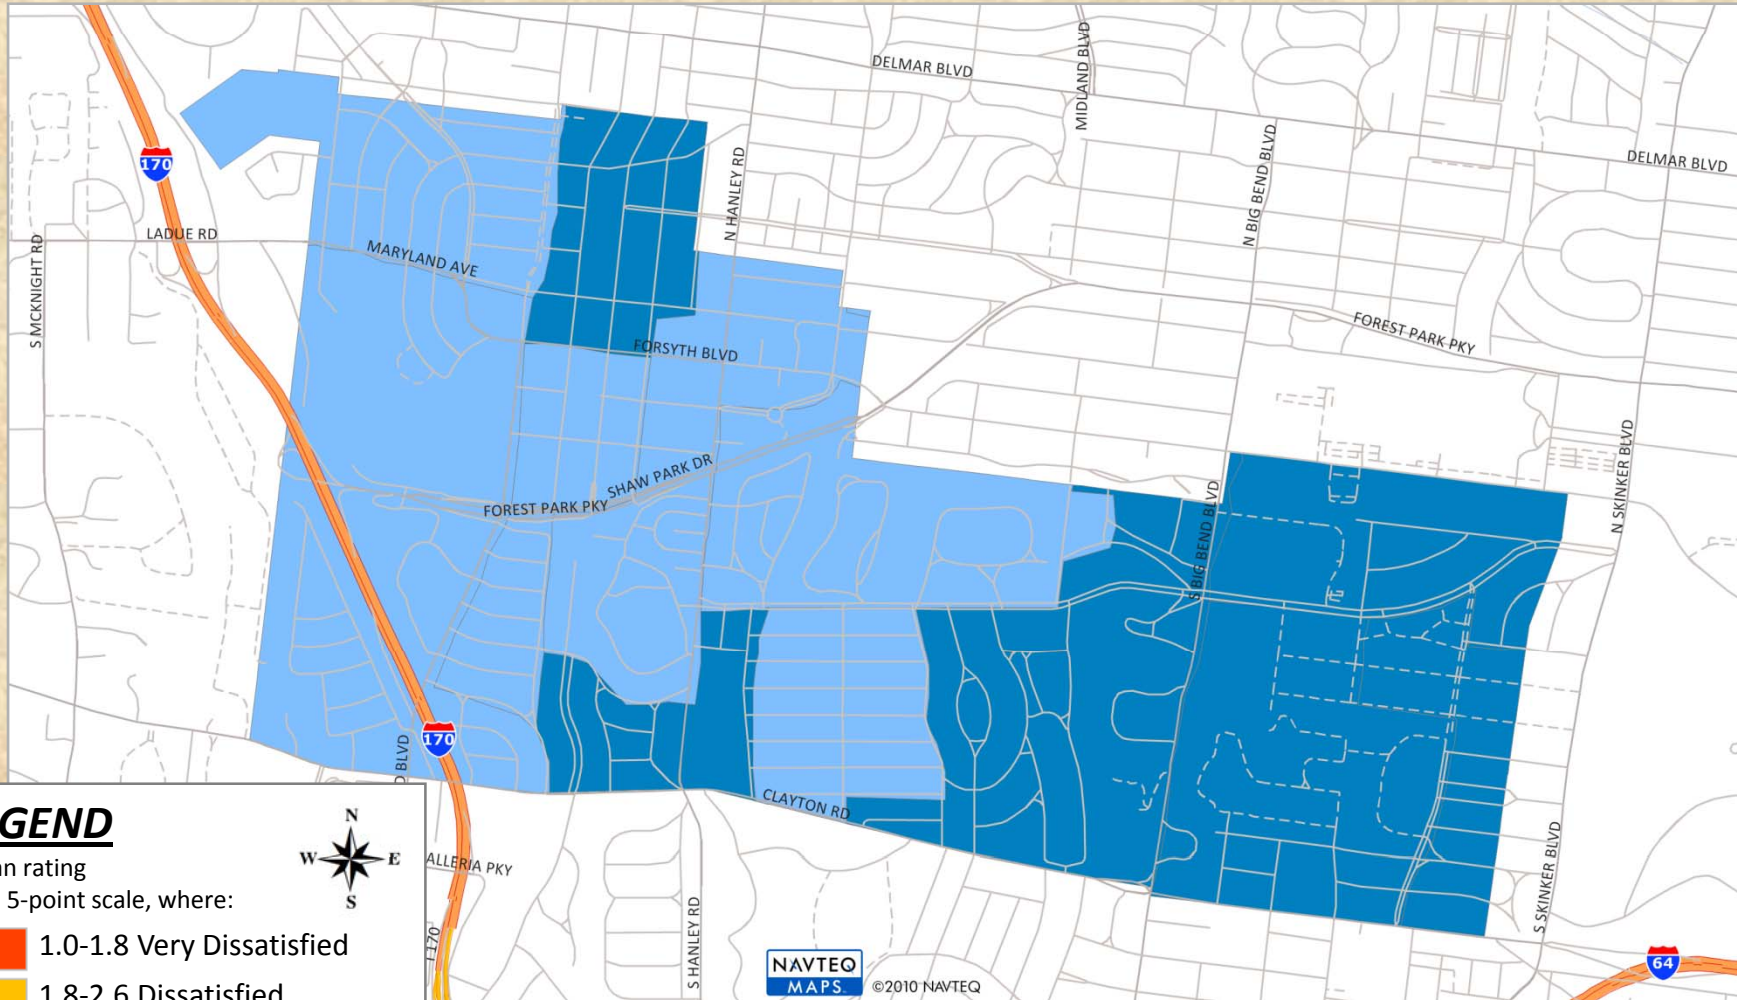 DELMAR BLVD
MIDLAND BLVD
DELMAR BLVD
170
N HANLEY RD
N BIG BEND BLVD
S MCKNIGHT RD
LADUE RD
MARYLAND AVE
FORSYTH BLVD
FOREST PARK PKY
SHAW PARK DR
FOREST PARK PKY
S BIG BEND BLVD
N SKINKER BLVD
170
D BLVD
CLAYTON RD
ALLERIA PKY
S HANLEY RD
S SKINKER BLVD
I 170
64
GEND
N
W E
S
an rating
5-point scale, where:
1.0-1.8 Very Dissatisfied
1.8-2.6 Dissatisfied
NAVTEQ
MAPS
©2010 NAVTEQ